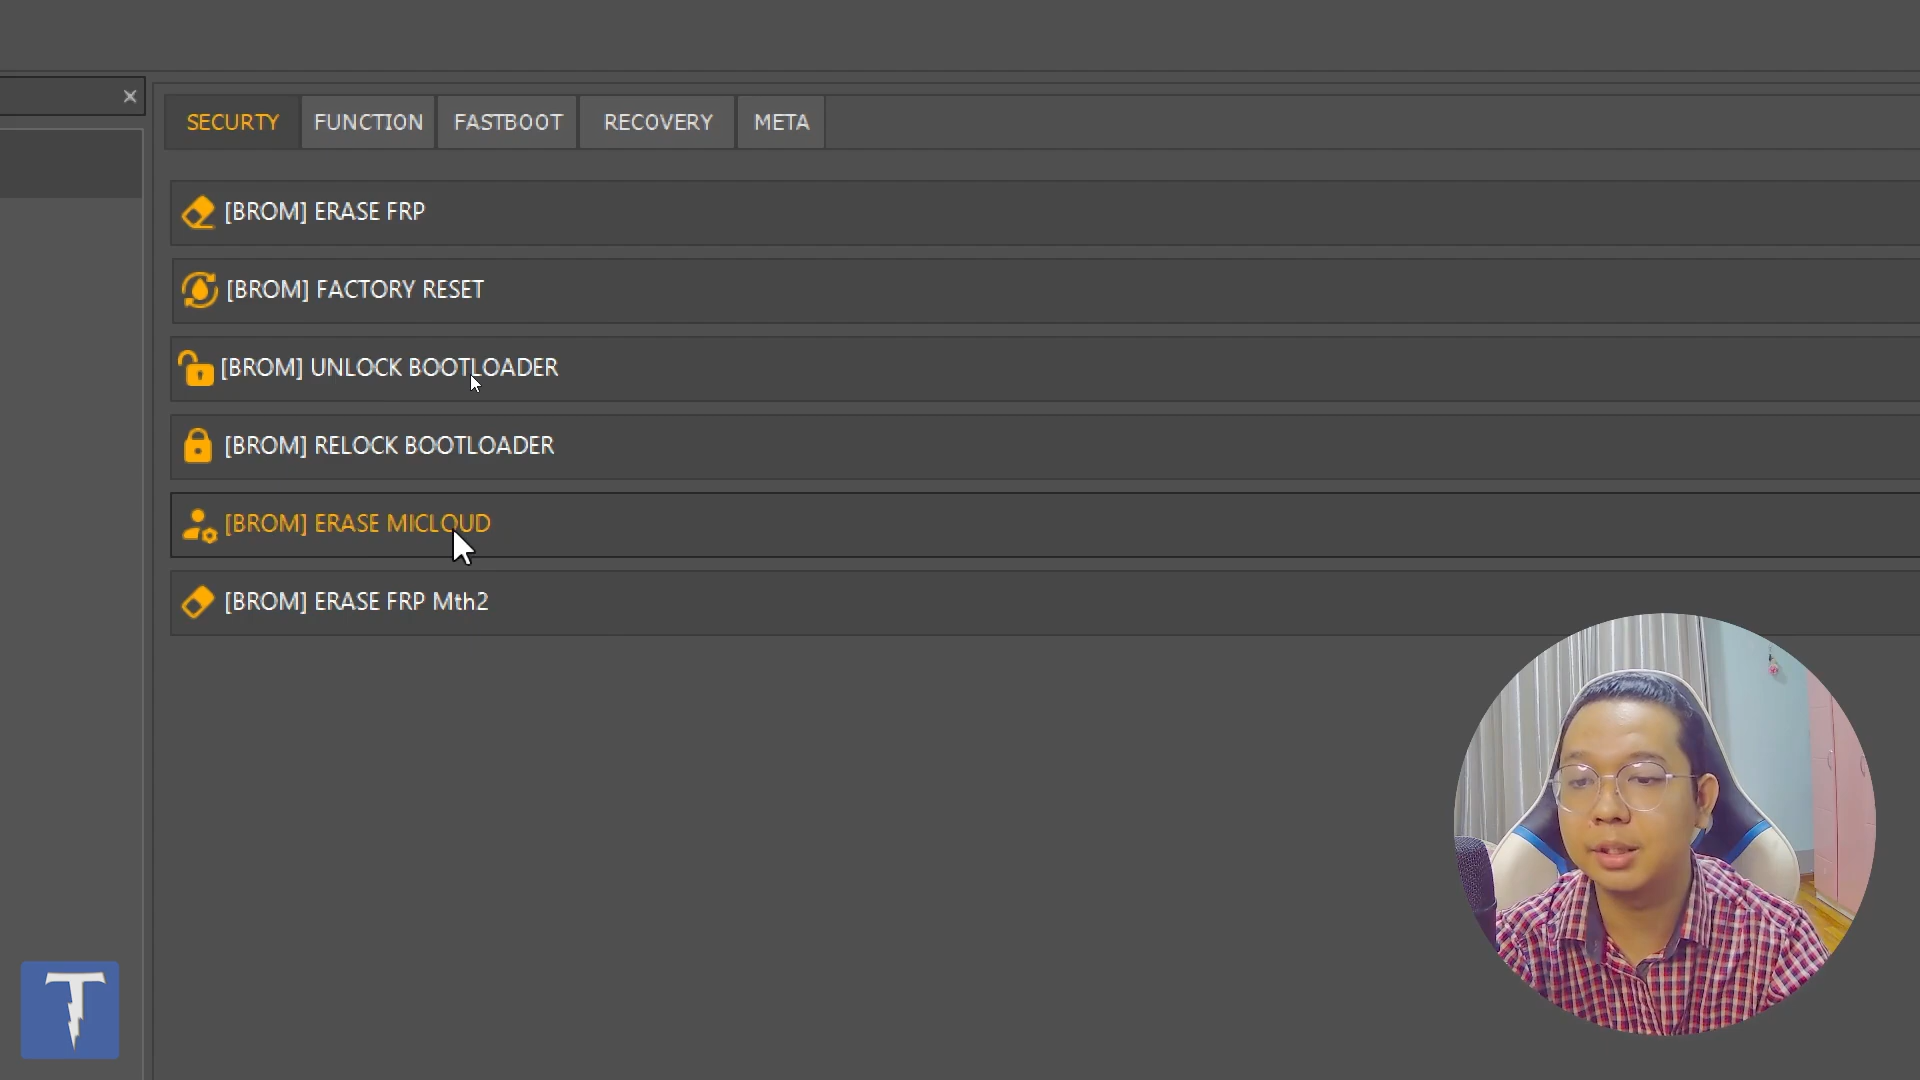 SECURTY FUNCTION FASTBOOT RECOVERY META
[BROM] ERASE FRP
[BROM] FACTORY RESET
[BROM] UNLOCK BOOTLOADER
[BROM] RELOCK BOOTLOADER
[BROM] ERASE MICLOUD
[BROM] ERASE FRP Mth2
T